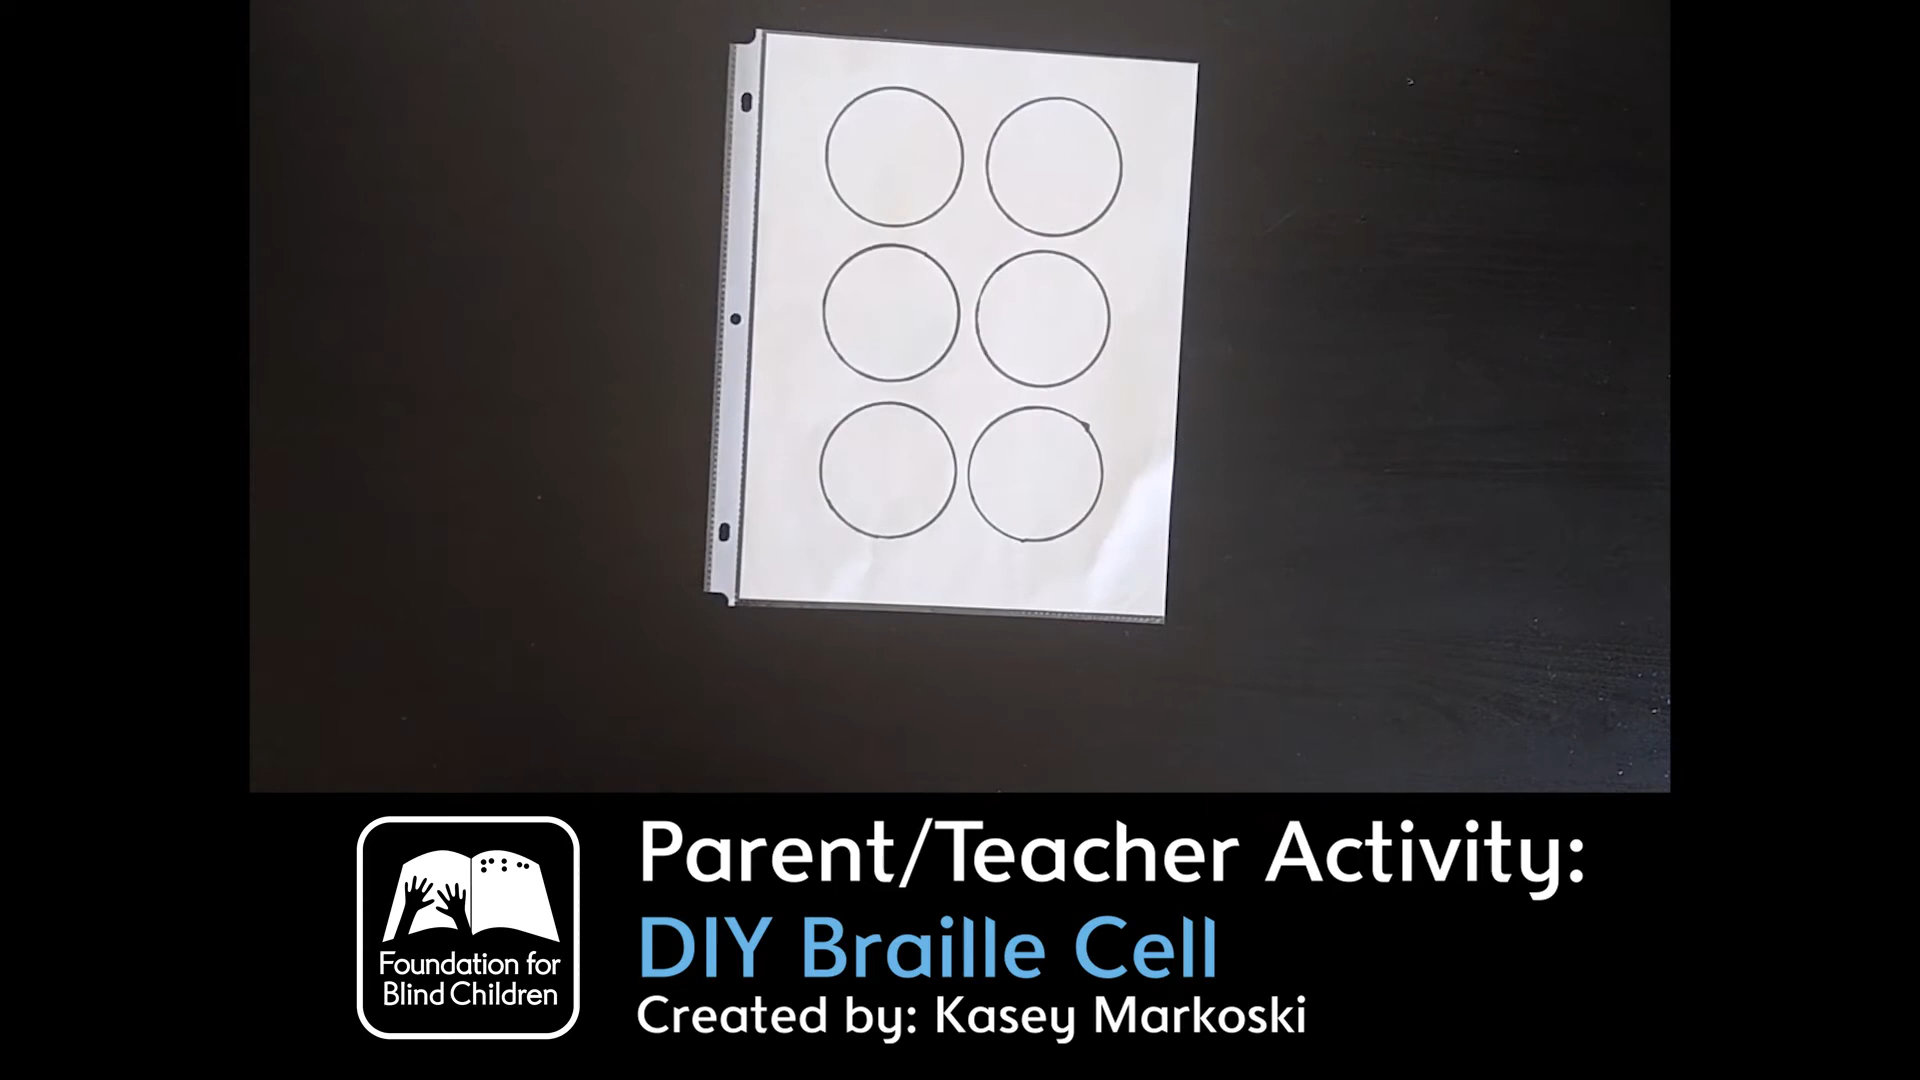 Parent/Teacher Activity:
DIY Braille Cell
Created by: Kasey Markoski
Foundation for
Blind Children